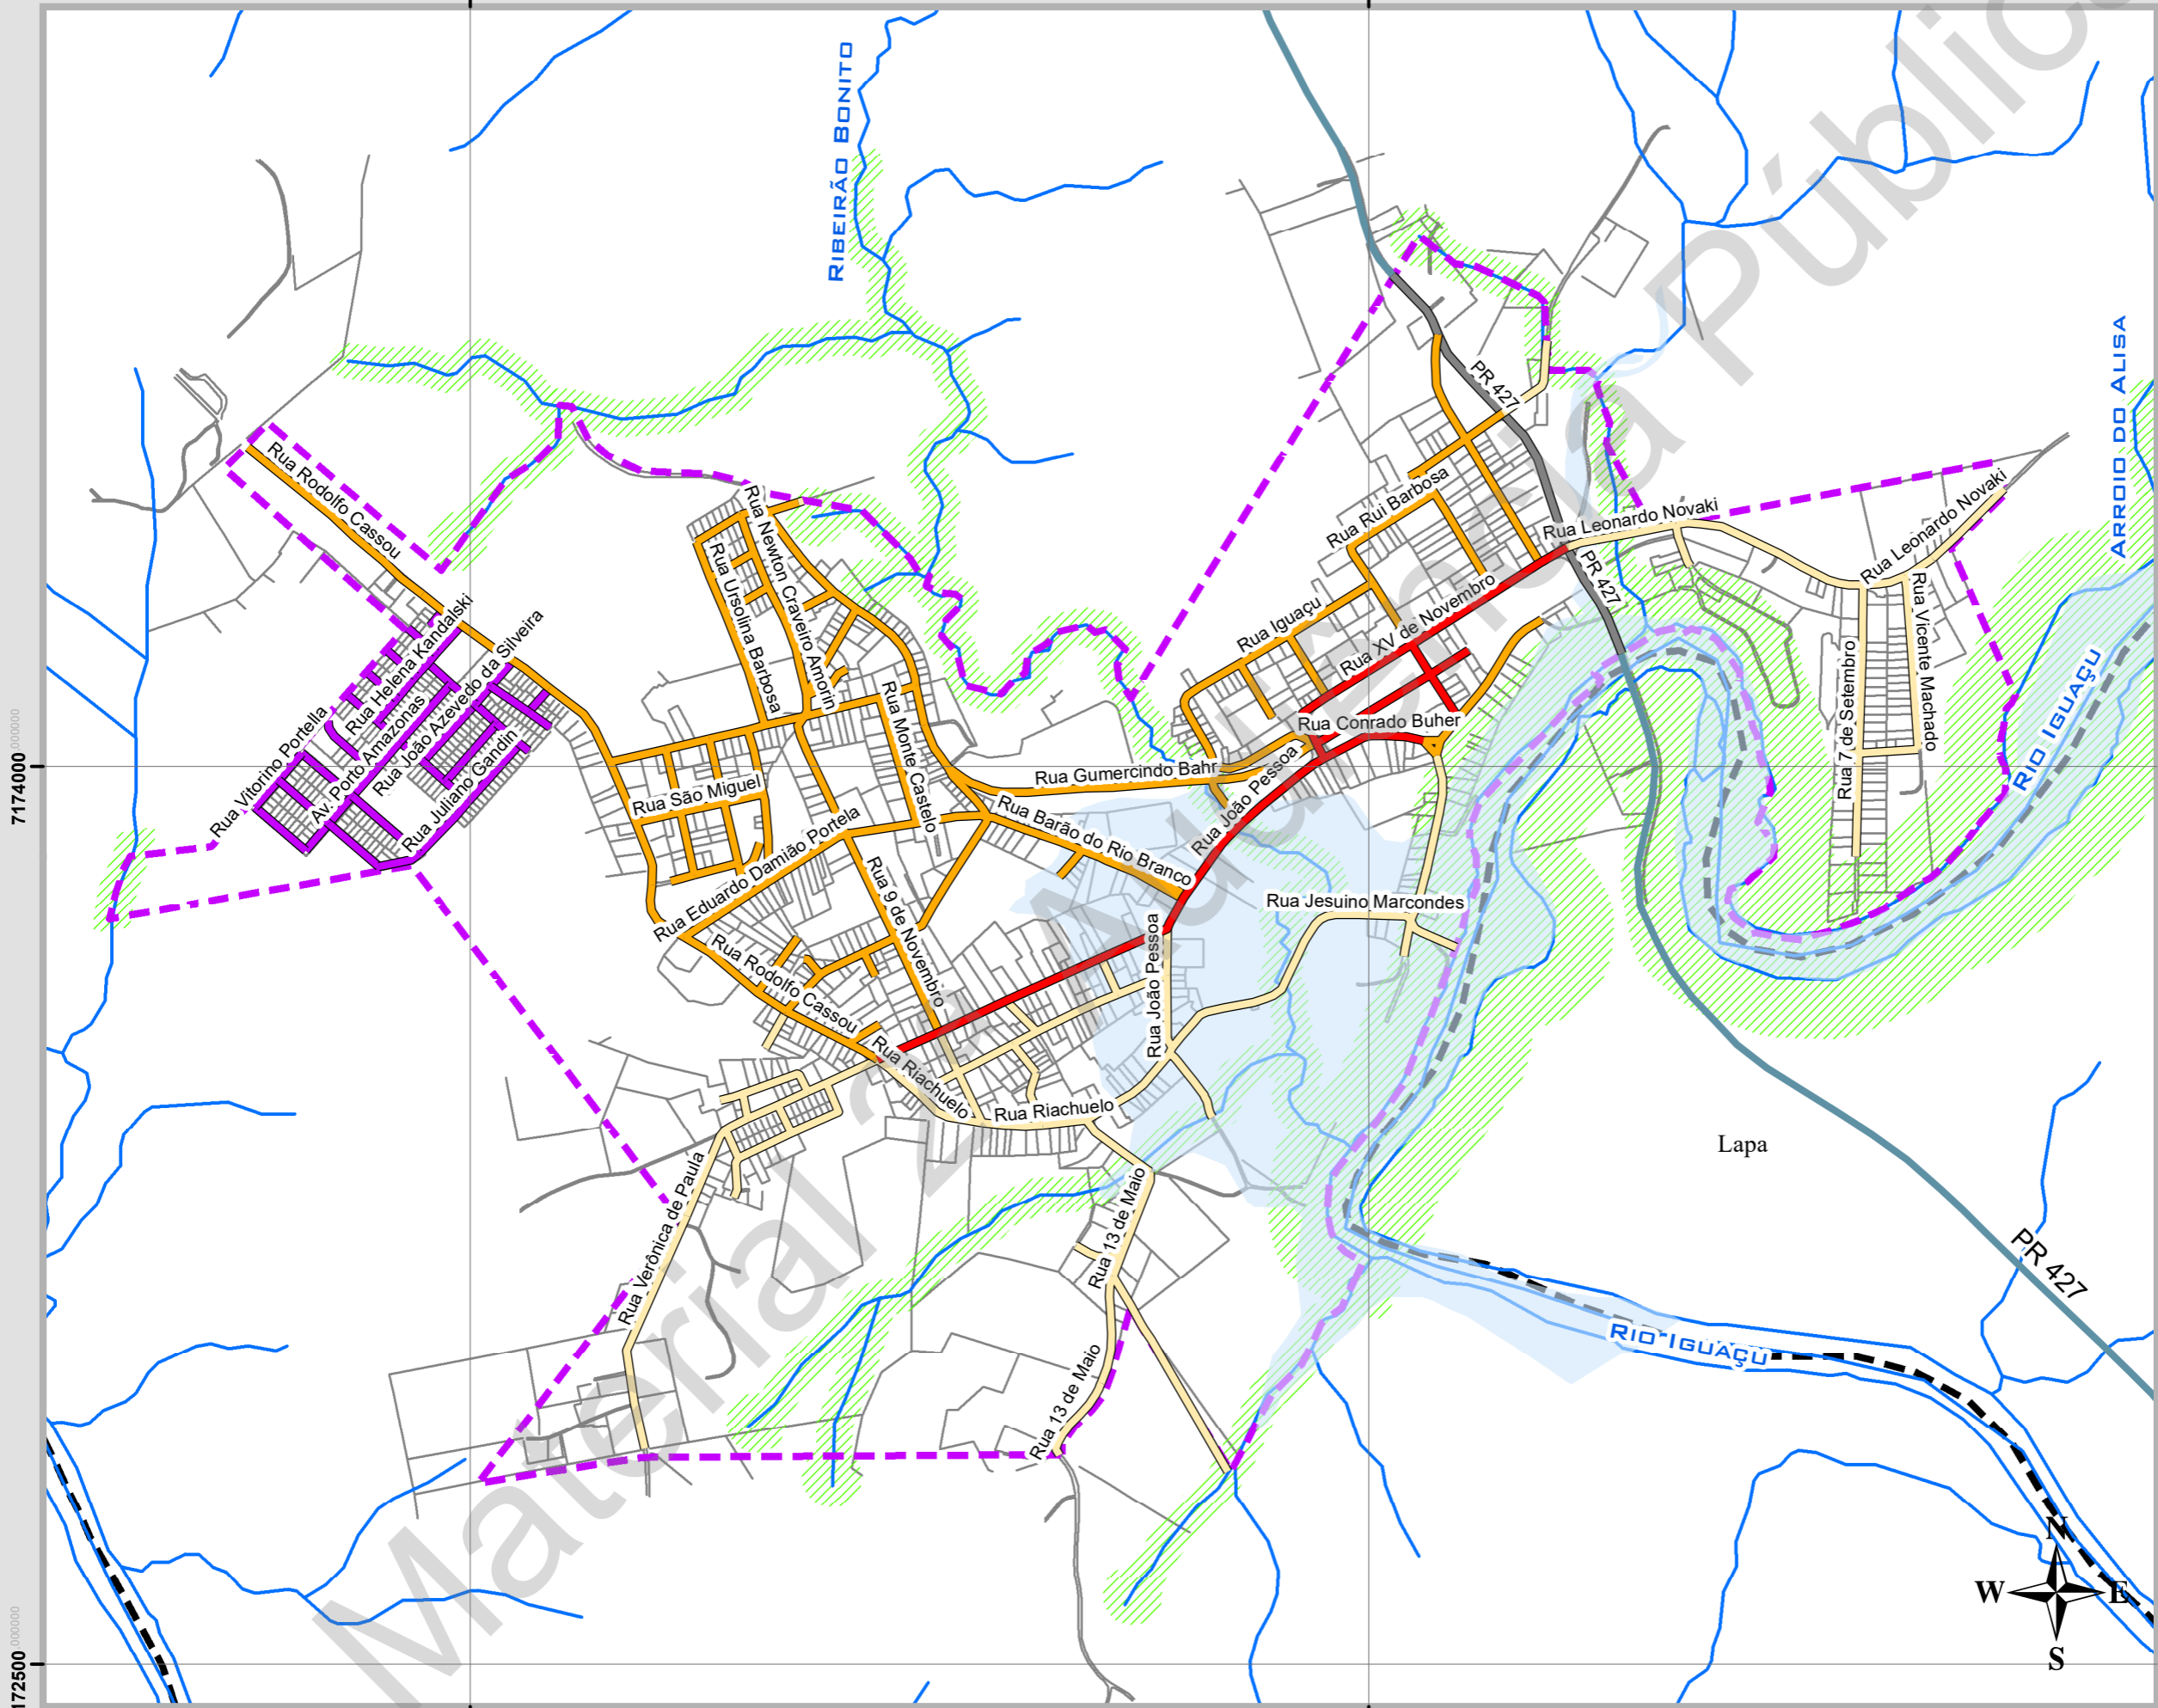 RIBEIRÃO BONITO
ARROIO DO ALISA
PR 427
Rua Rodolfo Cassou
Rua Newton Craveiro Amorin
Rua Ursolina Barbosa
Rua Rui Barbosa
Rua Leonardo Novaki
Rua Leonardo Novaki
PR 427
Rua Vicente Machado
Rua Iguaçu
Rua XV de Novembro
Rua Helena Kandalski
Rua João Azevedo da Silveira
Rua Vitorino Portella
Av. Porto Amazonas
Rua Juliano Gandin
Rua Monte Castelo
Rua Conrado Buher
Rua 7 de Setembro
RIO IGUAÇU
7174000,000000
Rua Gumercindo Bahr
Rua São Miguel
Rua João Pessoa
Rua Barão do Rio Branco
Rua Eduardo Damião Portela
Rua 9 de Novembro
Rua Jesuino Marcondes
Rua Rodolfo Cassou
Rua João Pessoa
Rua Riachuelo
Rua Riachuelo
Lapa
Rua Verônica de Paula
Rua 13 de Maio
PR 427
RIO IGUAÇU
Rua 13 de Maio
N
W E
S
172500,000000
Material 2ª Audiência Pública